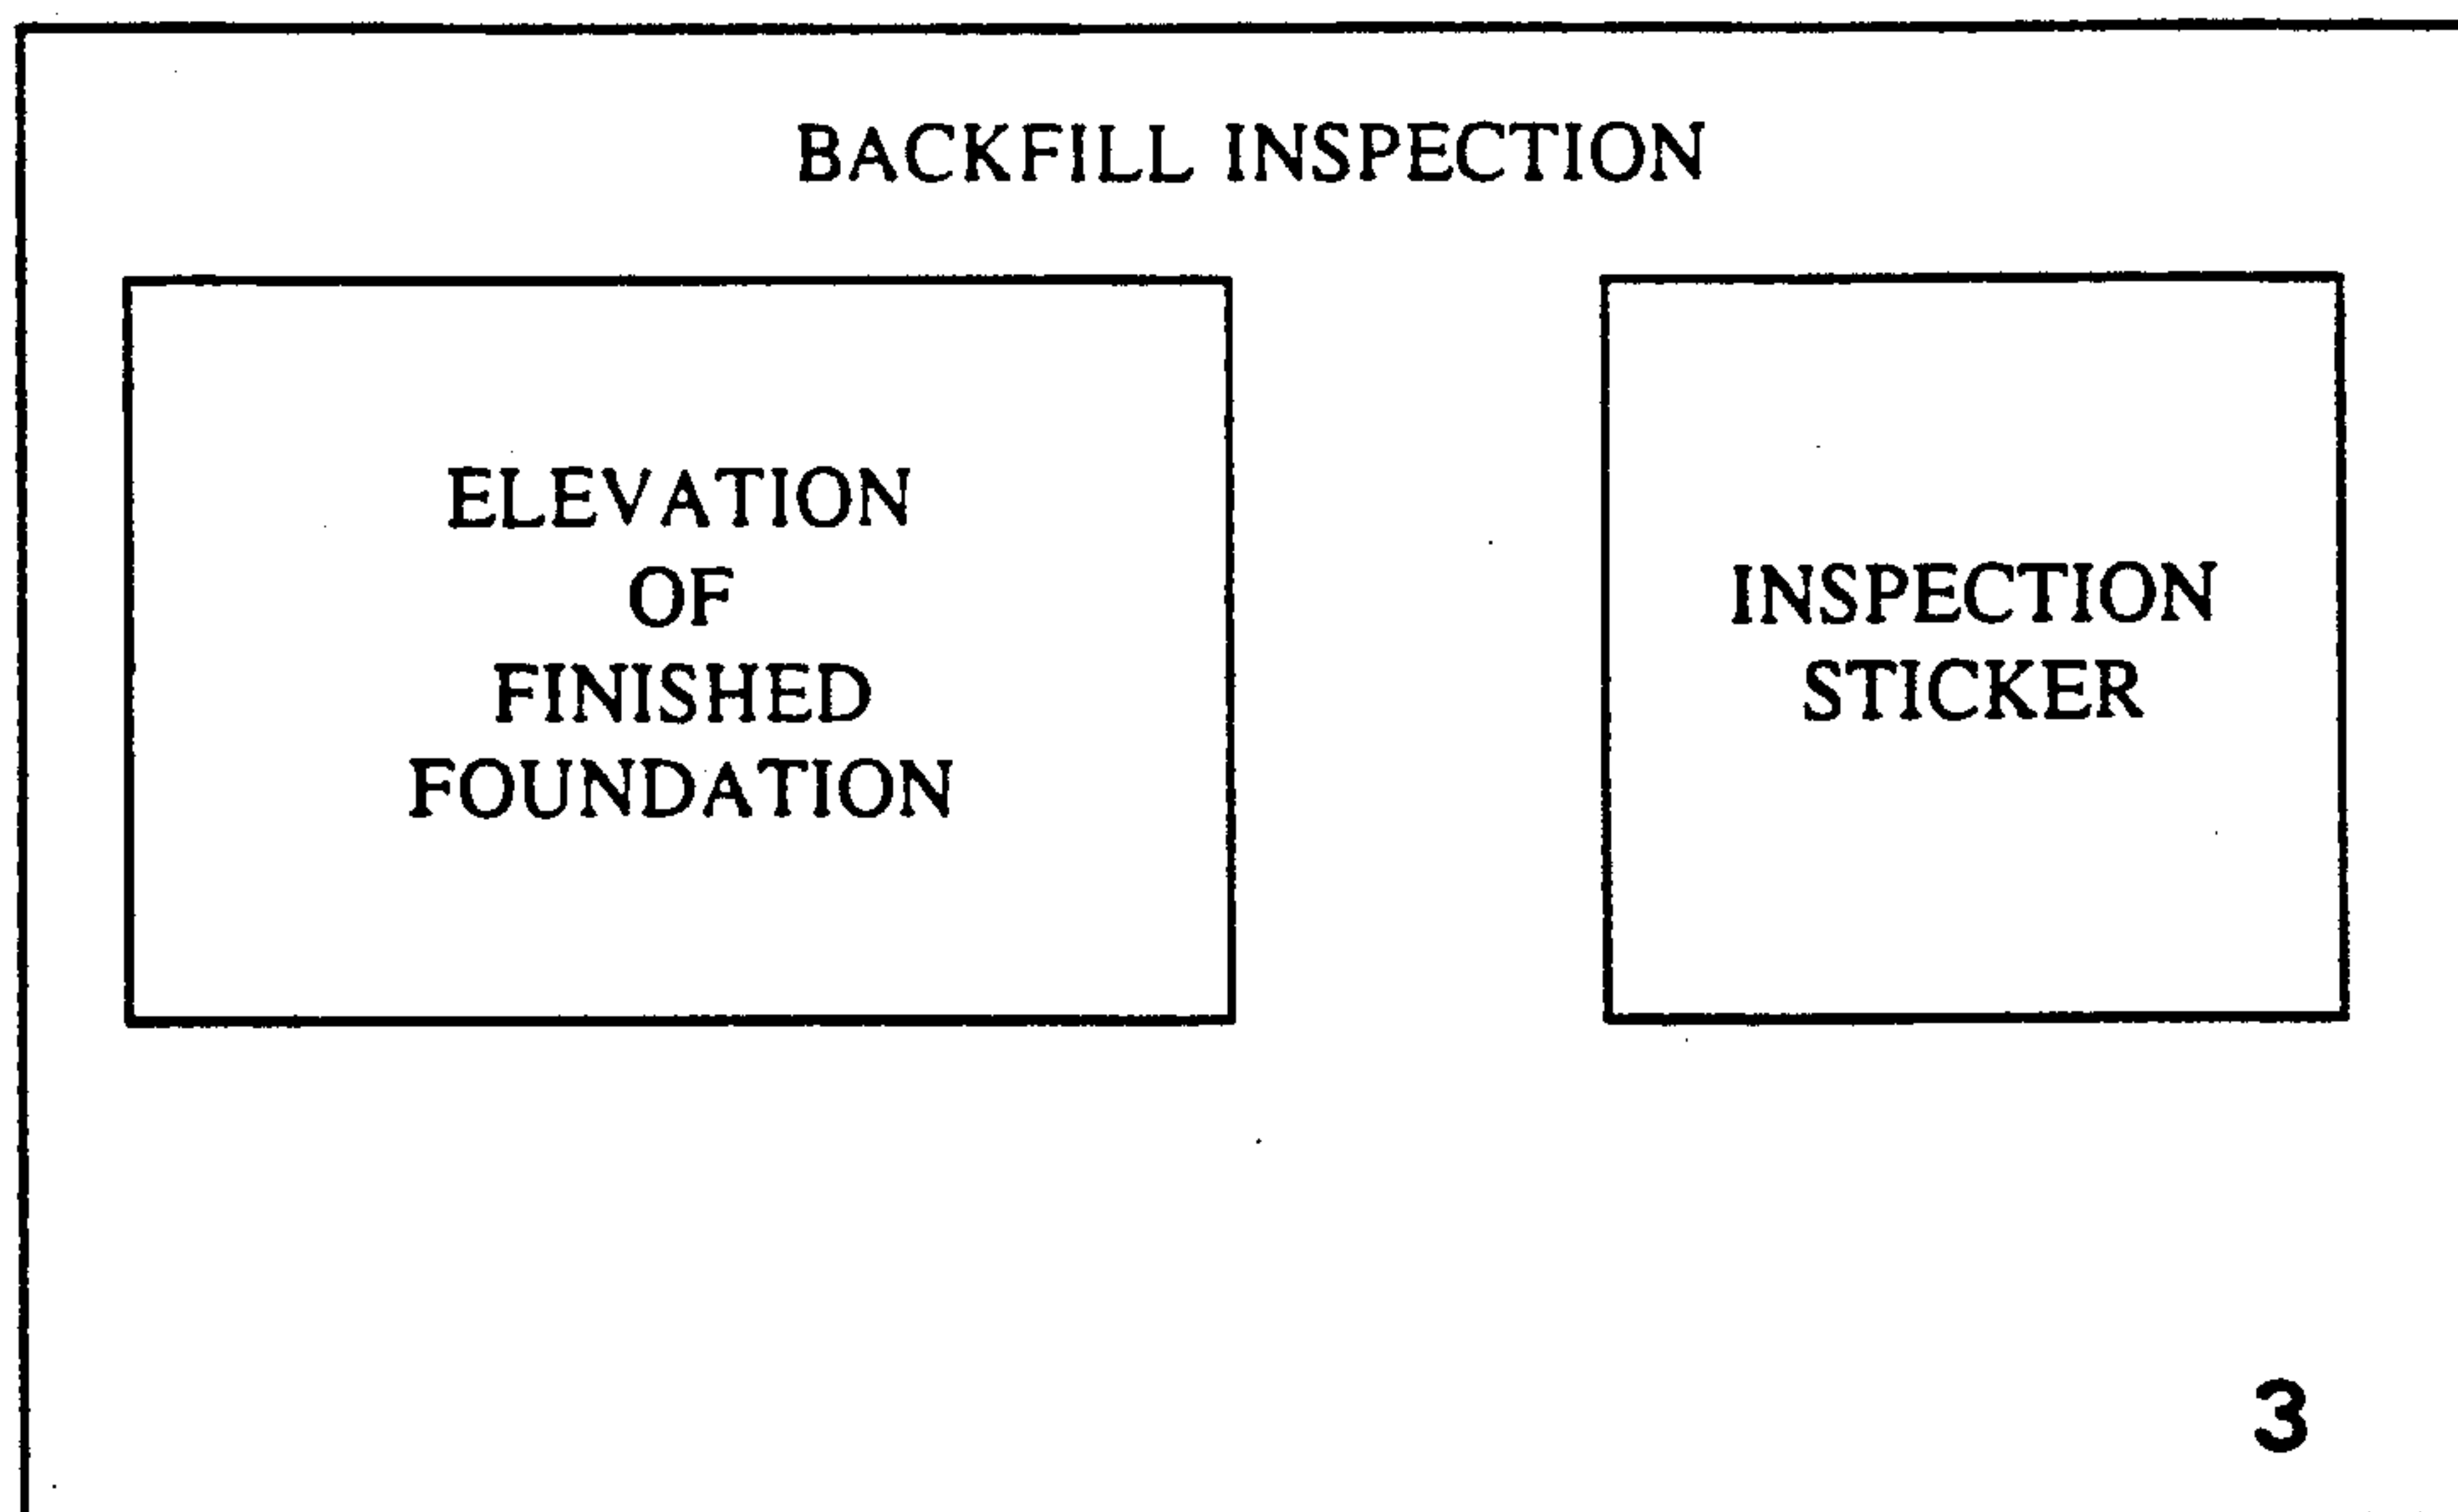 BACKFILL INSPECTION
ELEVATION
OF
FINISHED
FOUNDATION
INSPECTION
STICKER
3